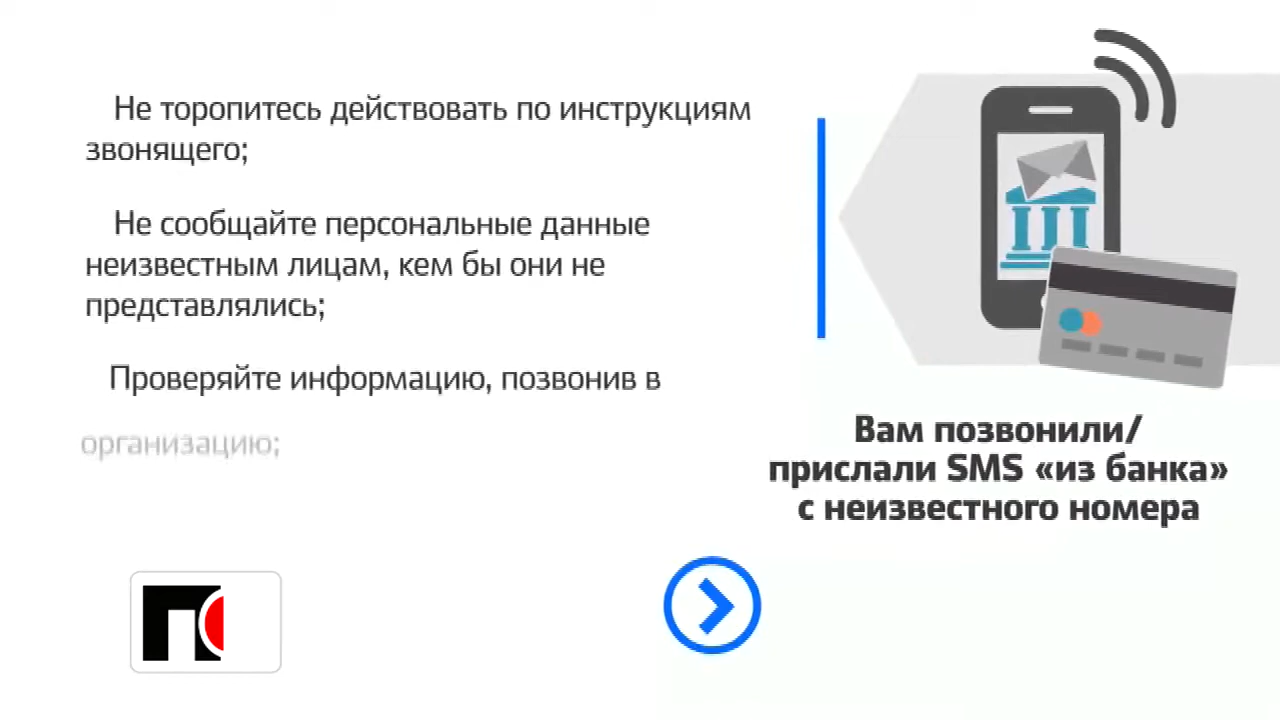 Не торопитесь действовать по инструкциям
звонящего;
Не сообщайте персональные данные
неизвестным лицам, кем бы они не
представлялись;
Проверяйте информацию, позвонив в
организацию;
Вам позвонили/
прислали SMS «из банка»
с неизвестного номера
ПС